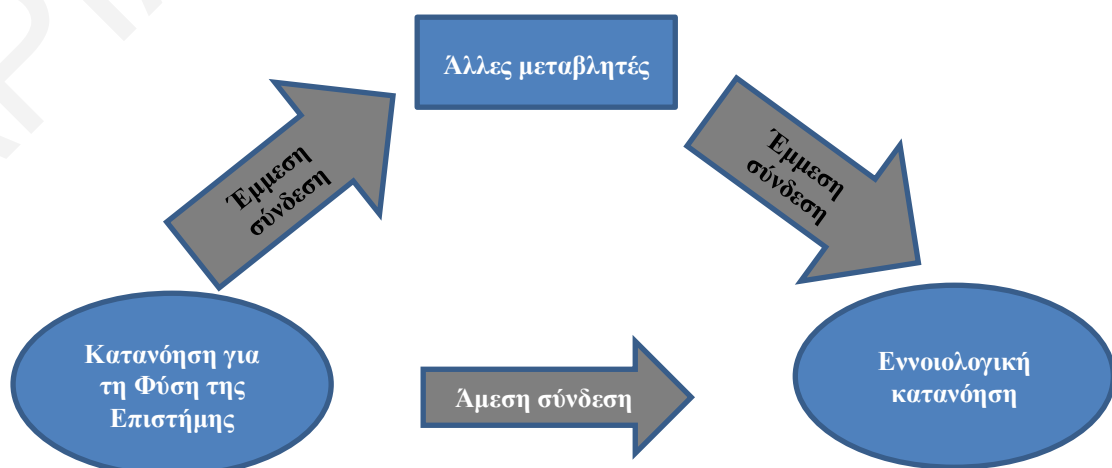 Άλλες μεταβλητές
Έμμεση
σύνδεση
Έμμεση
σύνδεση
Κατανόηση για
τη Φύση της
Επιστήμης
Άμεση σύνδεση
Εννοιολογική
κατανόηση